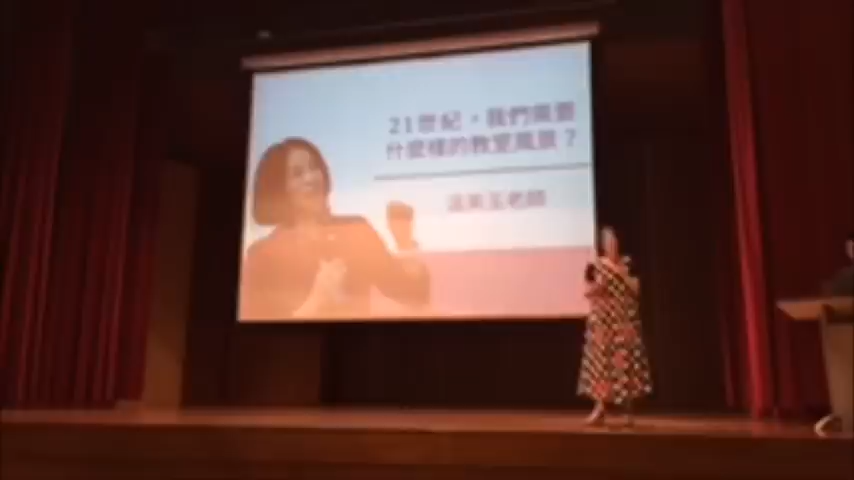 21世紀，我們需要
什麼樣的教室風景？
溫美玉老師